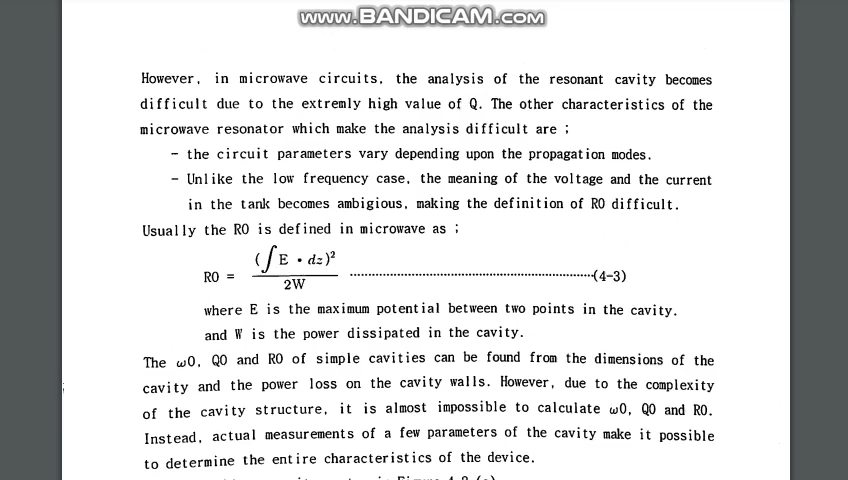 www.BANDICAM.com
However, in microwave circuits, the analysis of the resonant cavity becomes
difficult due to the extremly high value of Q. The other characteristics of the
microwave resonator which make the analysis difficult are ;
- the circuit parameters vary depending upon the propagation modes.
- Unlike the low frequency case, the meaning of the voltage and the current
in the tank becomes ambigious, making the definition of R0 difficult.
Usually the R0 is defined in microwave as ;
R0 = (∫E • dz)² / 2W ........................................(4-3)
where E is the maximum potential between two points in the cavity.
and W is the power dissipated in the cavity.
The ω0, Q0 and R0 of simple cavities can be found from the dimensions of the
cavity and the power loss on the cavity walls. However, due to the complexity
of the cavity structure, it is almost impossible to calculate ω0, Q0 and R0.
Instead, actual measurements of a few parameters of the cavity make it possible
to determine the entire characteristics of the device.